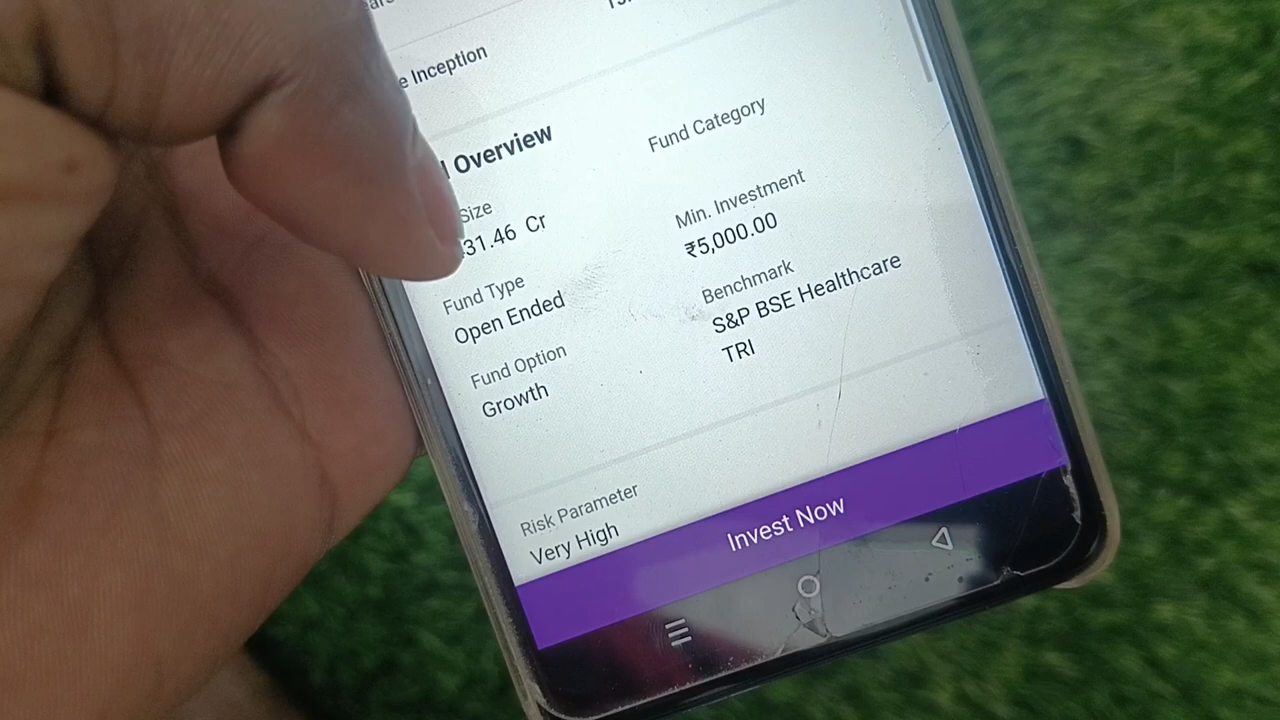 Inception
Overview
Fund Category
Size
31.46 Cr
Min. Investment
₹5,000.00
Fund Type
Open Ended
Benchmark
S&P BSE Healthcare
TRI
Fund Option
Growth
Risk Parameter
Very High
Invest Now